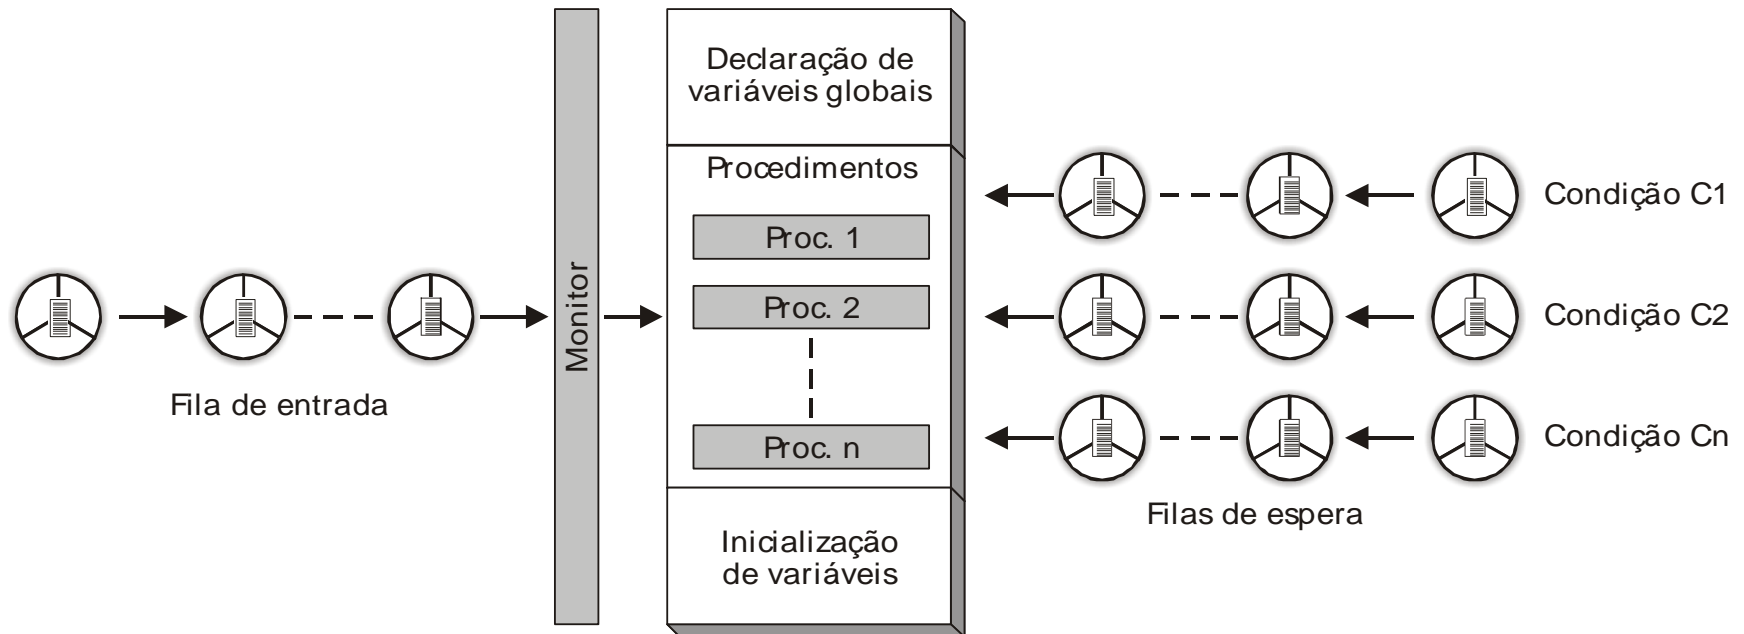 Declaração de
variáveis globais
Procedimentos
Proc. 1
Proc. 2
Proc. n
Inicialização
de variáveis
Monitor
Fila de entrada
Condição C1
Condição C2
Condição Cn
Filas de espera